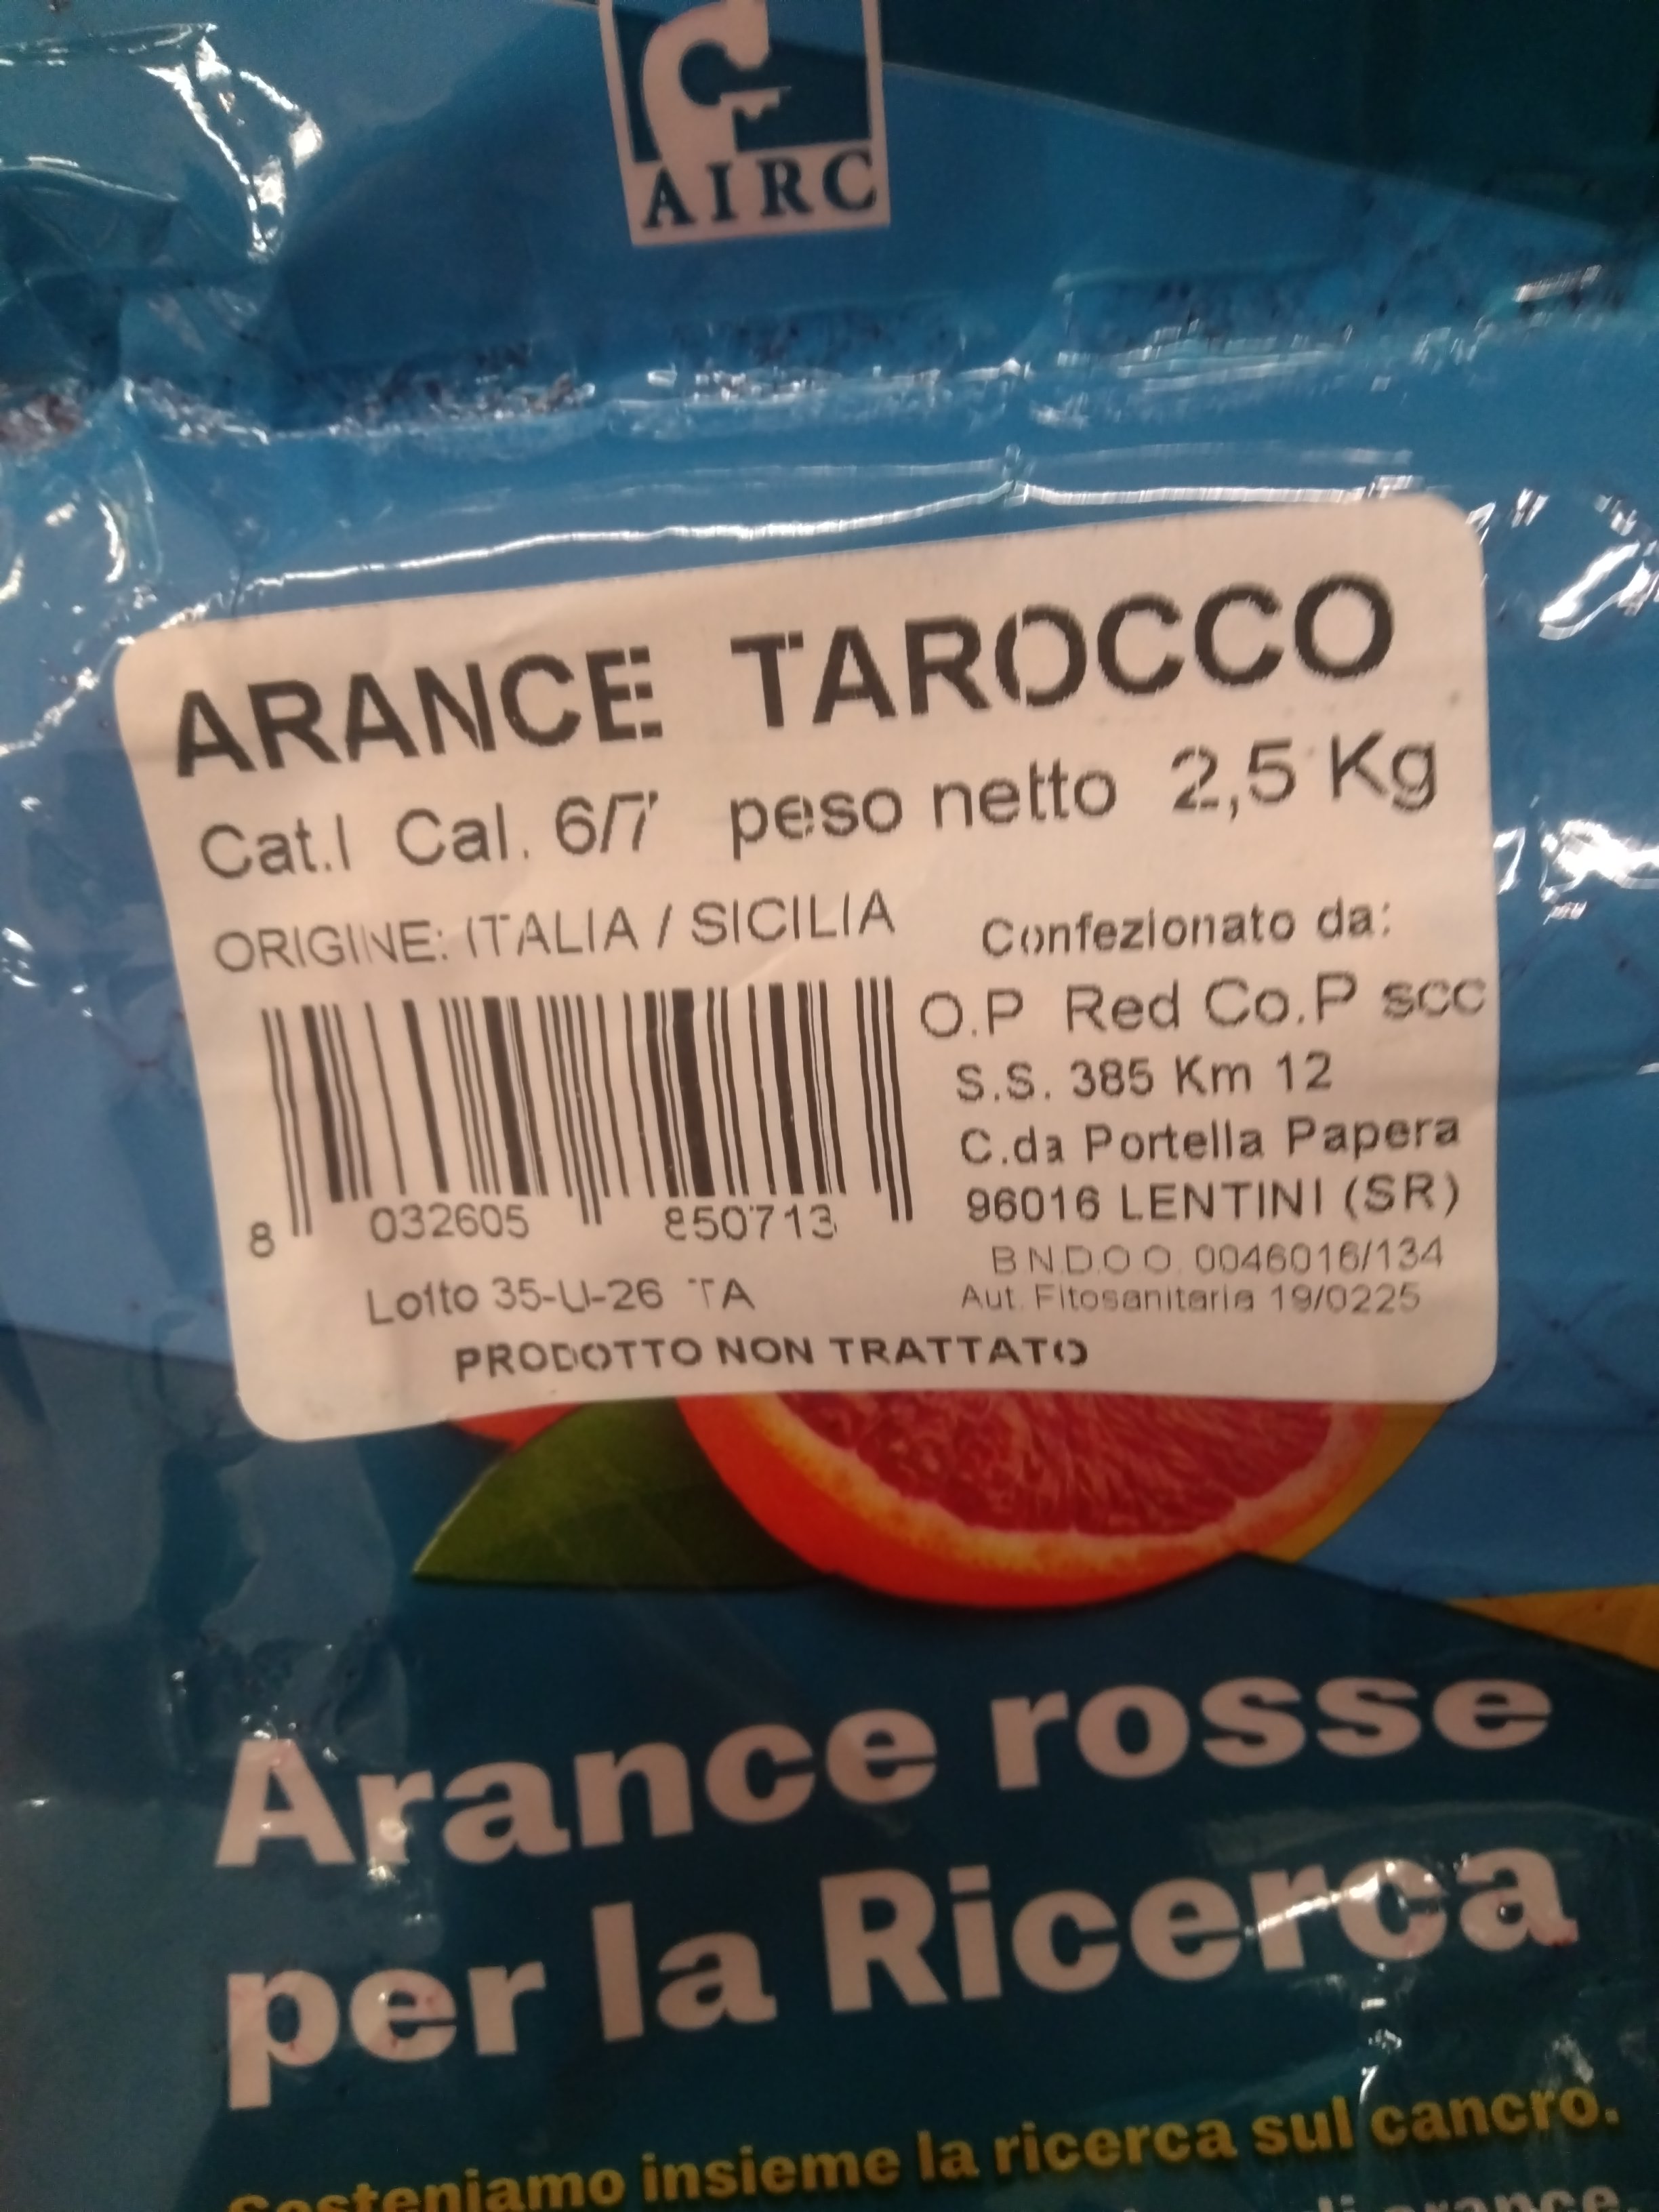 AIRC
ARANCE TAROCCO
Cat.I Cal. 6/7 peso netto 2,5 Kg
ORIGINE: ITALIA / SICILIA
Confezionato da:
O.P Red Co.P scc
S.S. 385 Km 12
C.da Portella Papera
96016 LENTINI (SR)
B.N.D.O.O. 0046016/134
Aut. Fitosanitaria 19/0225
8 032605 850713
Lotto 35-U-26 TA
PRODOTTO NON TRATTATO
Arance rosse
per la Ricerca
Sosteniamo insieme la ricerca sul cancro.
di arance